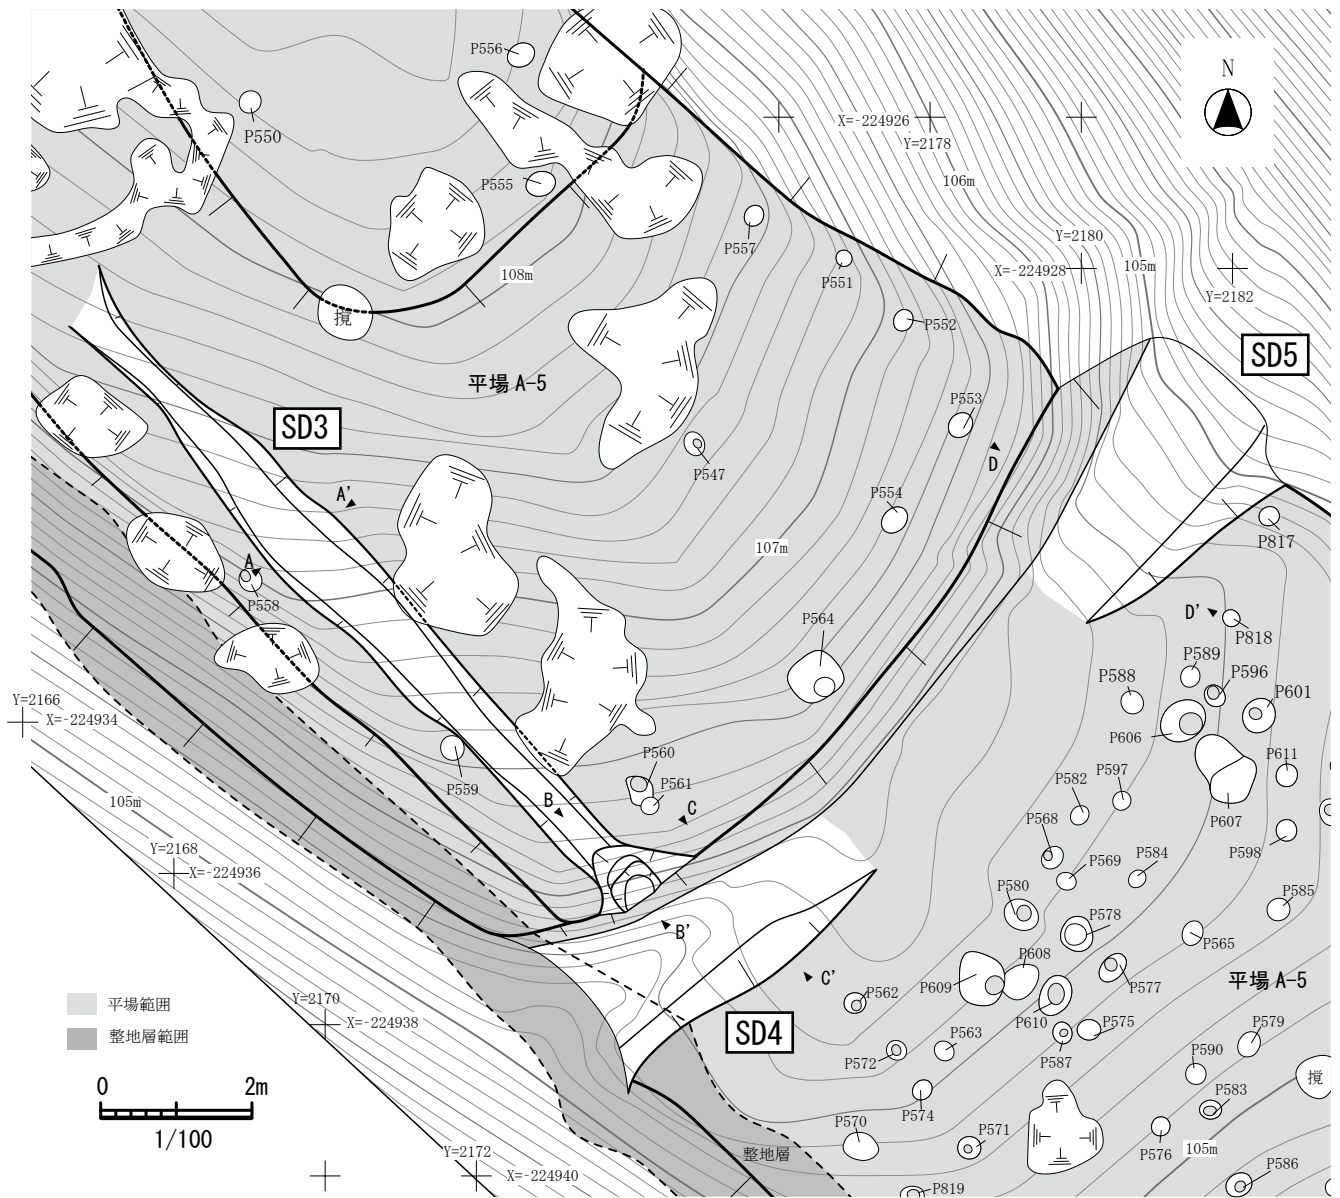 P556
N
P550
X=-224926
Y=2178
P555
106m
P557
Y=2180
108m
P551
X=-224928
105m
Y=2182
撹
P552
SD5
平場 A-5
SD3
P553
D
P547
A'
P554
107m
P817
A
P558
D'
P564
P818
P589
P588
P596
P601
Y=2166
X=-224934
P606
P560
P611
P559
P561
P582
P597
105m
B
C
P607
P568
Y=2168
P598
P569
P584
X=-224936
P580
P585
P578
B'
P565
P608
C'
P609
P577
平場 A-5
平場範囲
Y=2170
P562
P610
X=-224938
SD4
P575
P579
整地層範囲
P563
P572
P587
P590
撹
0
2m
P574
P583
1/100
P570
P571
P576
105m
Y=2172
整地層
X=-224940
P586
P819